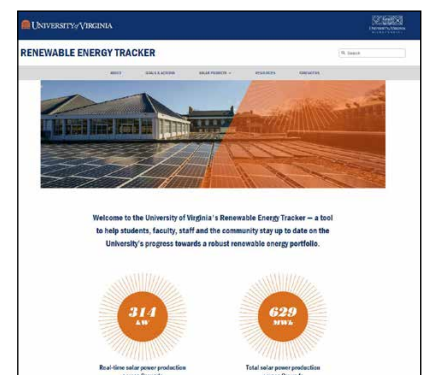 UNIVERSITY of VIRGINIA
RENEWABLE ENERGY TRACKER
Search
ABOUT GOALS & ACTIONS SOLAR PROJECTS RESOURCES
Welcome to the University of Virginia's Renewable Energy Tracker — a tool
to help students, faculty, staff and the community stay up to date on the
University's progress towards a robust renewable energy portfolio.
314
kW
629
MWh
Real-time solar power production
Total solar power production